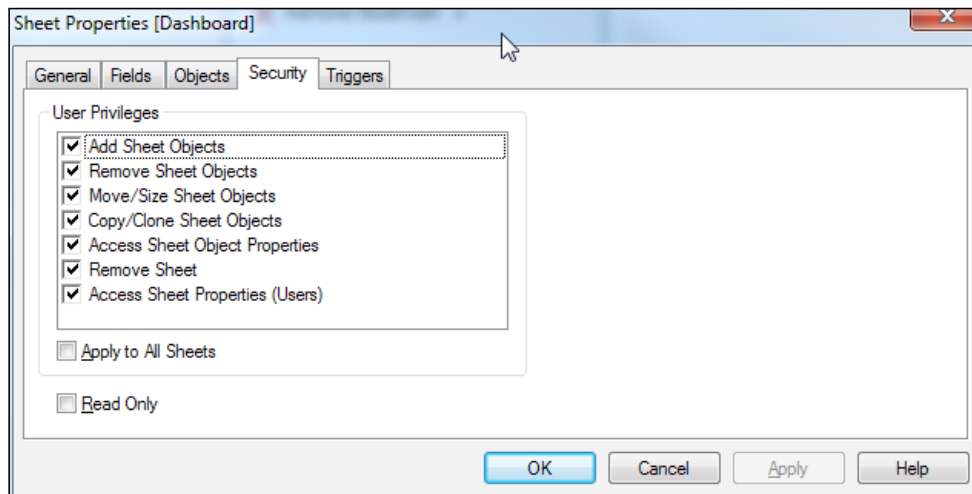 Sheet Properties [Dashboard]
General Fields Objects Security Triggers
User Privileges
Add Sheet Objects
Remove Sheet Objects
Move/Size Sheet Objects
Copy/Clone Sheet Objects
Access Sheet Object Properties
Remove Sheet
Access Sheet Properties (Users)
Apply to All Sheets
Read Only
OK Cancel Apply Help